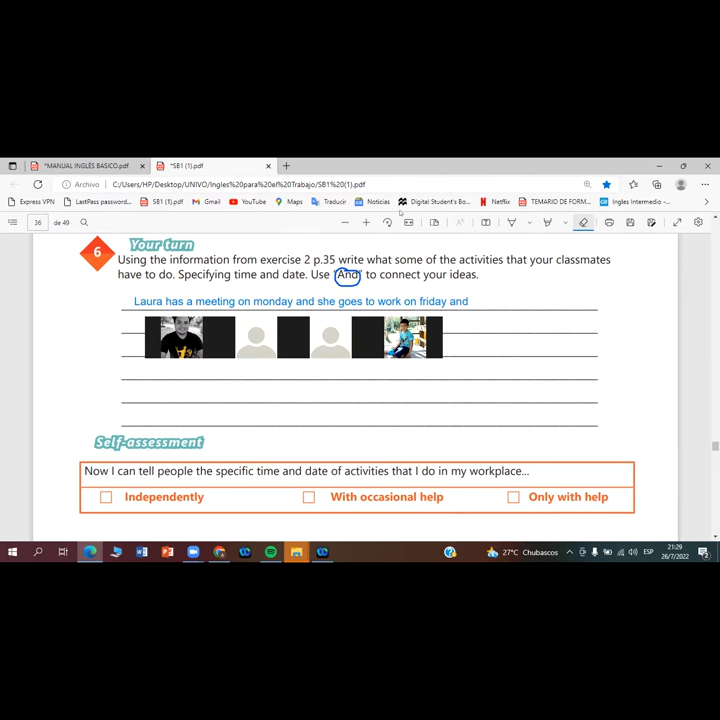 *MANUAL INGLÉS BASICO.pdf
*SB1 (1).pdf
Archivo C:/Users/HP/Desktop/UNIVO/Ingles%20para%20el%20Trabajo/SB1%20(1).pdf
Express VPN LastPass password... SB1 (1).pdf Gmail YouTube Maps Traducir Noticias Digital Student's Bo... Netflix TEMARIO DE FORM... Ingles Intermedio -...
36 de 49
Your turn
6
Using the information from exercise 2 p.35 write what some of the activities that your classmates
have to do. Specifying time and date. Use "And" to connect your ideas.
Laura has a meeting on monday and she goes to work on friday and
Self-assessment
Now I can tell people the specific time and date of activities that I do in my workplace...
Independently With occasional help Only with help
27°C Chubascos ESP 21:29
26/7/2022